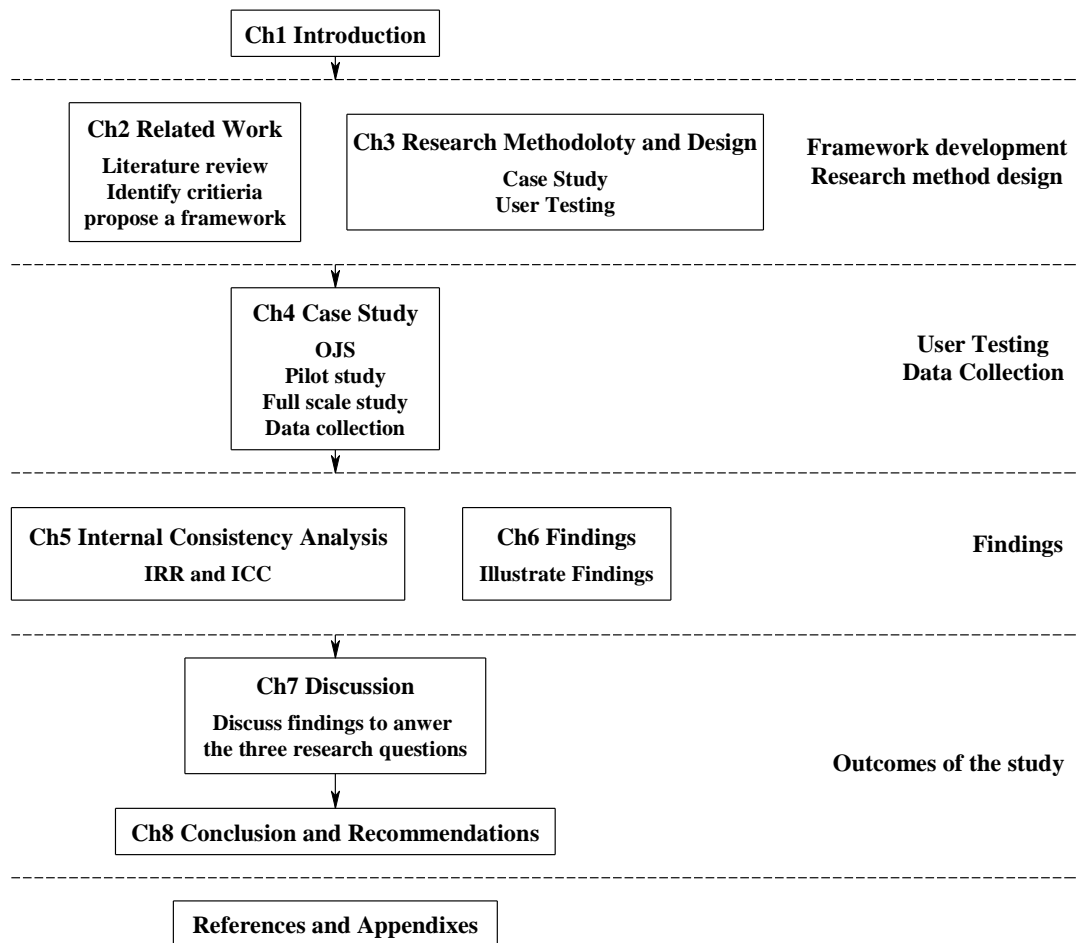 Ch1 Introduction
Ch2 Related Work
Literature review
Identify critieria
propose a framework
Ch3 Research Methodoloty and Design
Case Study
User Testing
Framework development
Research method design
Ch4 Case Study
OJS
Pilot study
Full scale study
Data collection
User Testing
Data Collection
Ch5 Internal Consistency Analysis
IRR and ICC
Ch6 Findings
Illustrate Findings
Findings
Ch7 Discussion
Discuss findings to anwer
the three research questions
Ch8 Conclusion and Recommendations
Outcomes of the study
References and Appendixes